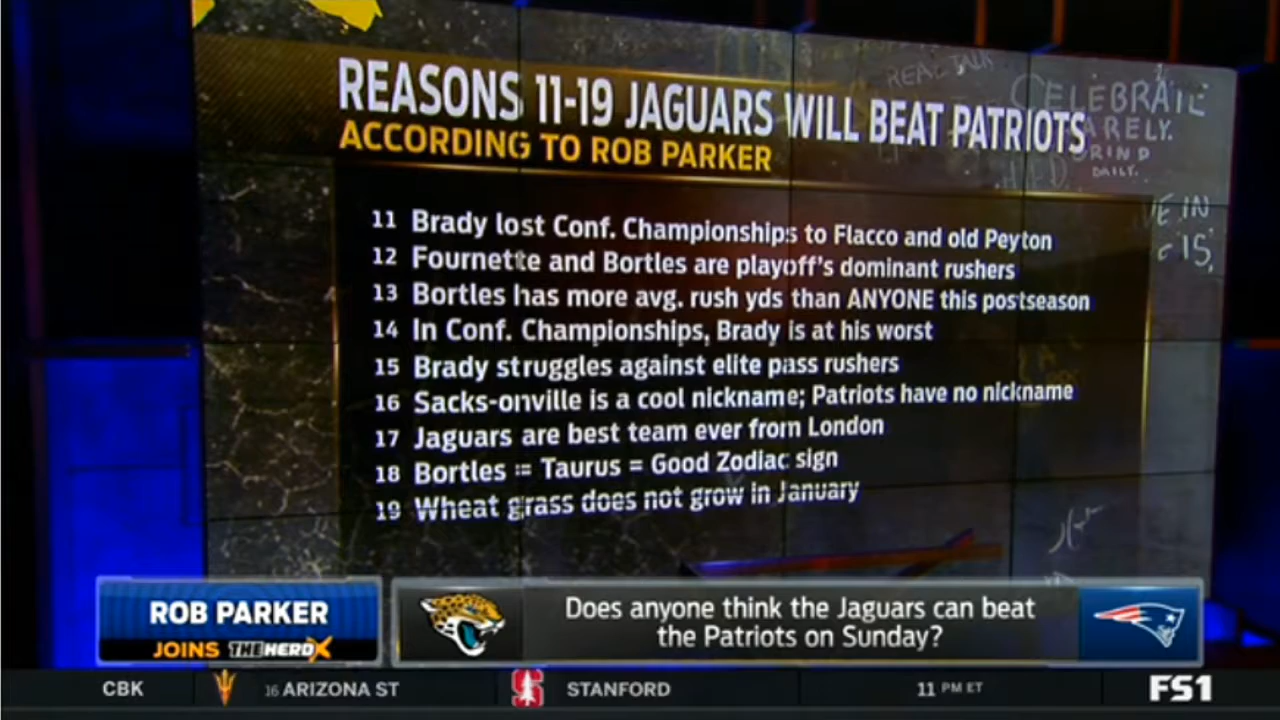 REAL TALK
CELEBRATE
RARELY.
GRIND
DAILY.
REASONS 11-19 JAGUARS WILL BEAT PATRIOTS
ACCORDING TO ROB PARKER
11 Brady lost Conf. Championships to Flacco and old Peyton
12 Fournette and Bortles are playoff's dominant rushers
13 Bortles has more avg. rush yds than ANYONE this postseason
14 In Conf. Championships, Brady is at his worst
15 Brady struggles against elite pass rushers
16 Sacks-onville is a cool nickname; Patriots have no nickname
17 Jaguars are best team ever from London
18 Bortles = Taurus = Good Zodiac sign
19 Wheat grass does not grow in January
ROB PARKER
JOINS THE HERD
Does anyone think the Jaguars can beat
the Patriots on Sunday?
CBK 16 ARIZONA ST STANFORD 11 PM ET FS1